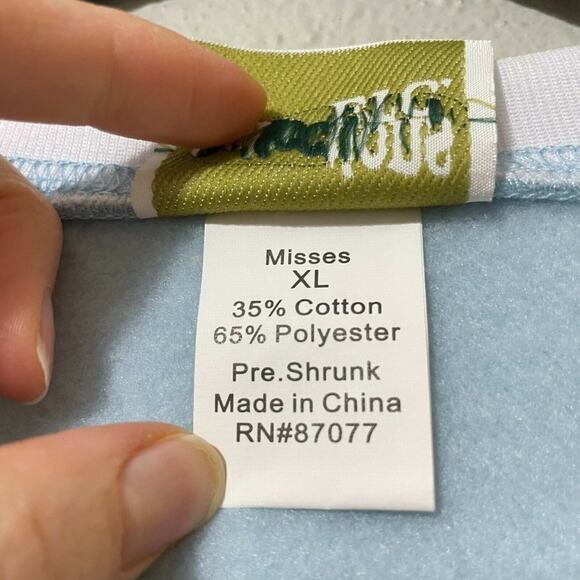 Misses
XL
35% Cotton
65% Polyester
Pre.Shrunk
Made in China
RN#87077